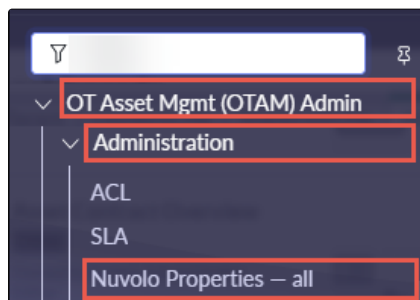 OT Asset Mgmt (OTAM) Admin
Administration
ACL
SLA
Nuvolo Properties – all